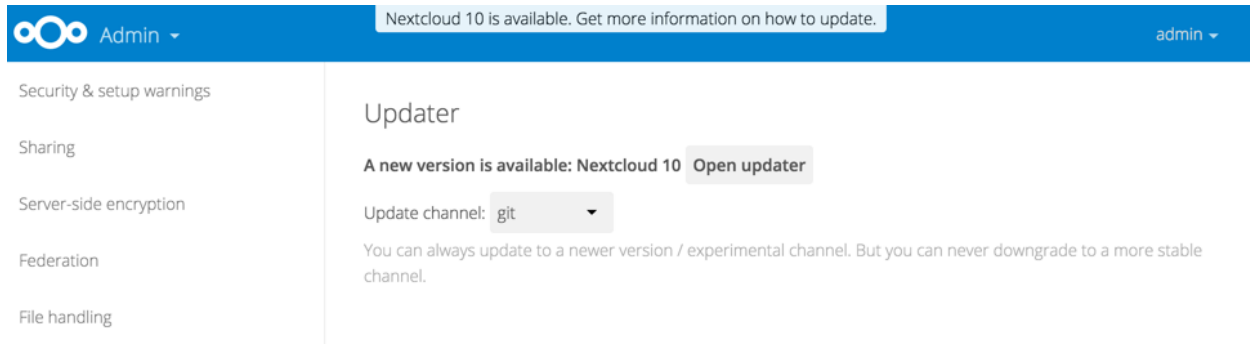 Nextcloud 10 is available. Get more information on how to update.
Admin
admin
Security & setup warnings
Sharing
Server-side encryption
Federation
File handling
Updater
A new version is available: Nextcloud 10 Open updater
Update channel: git
You can always update to a newer version / experimental channel. But you can never downgrade to a more stable
channel.